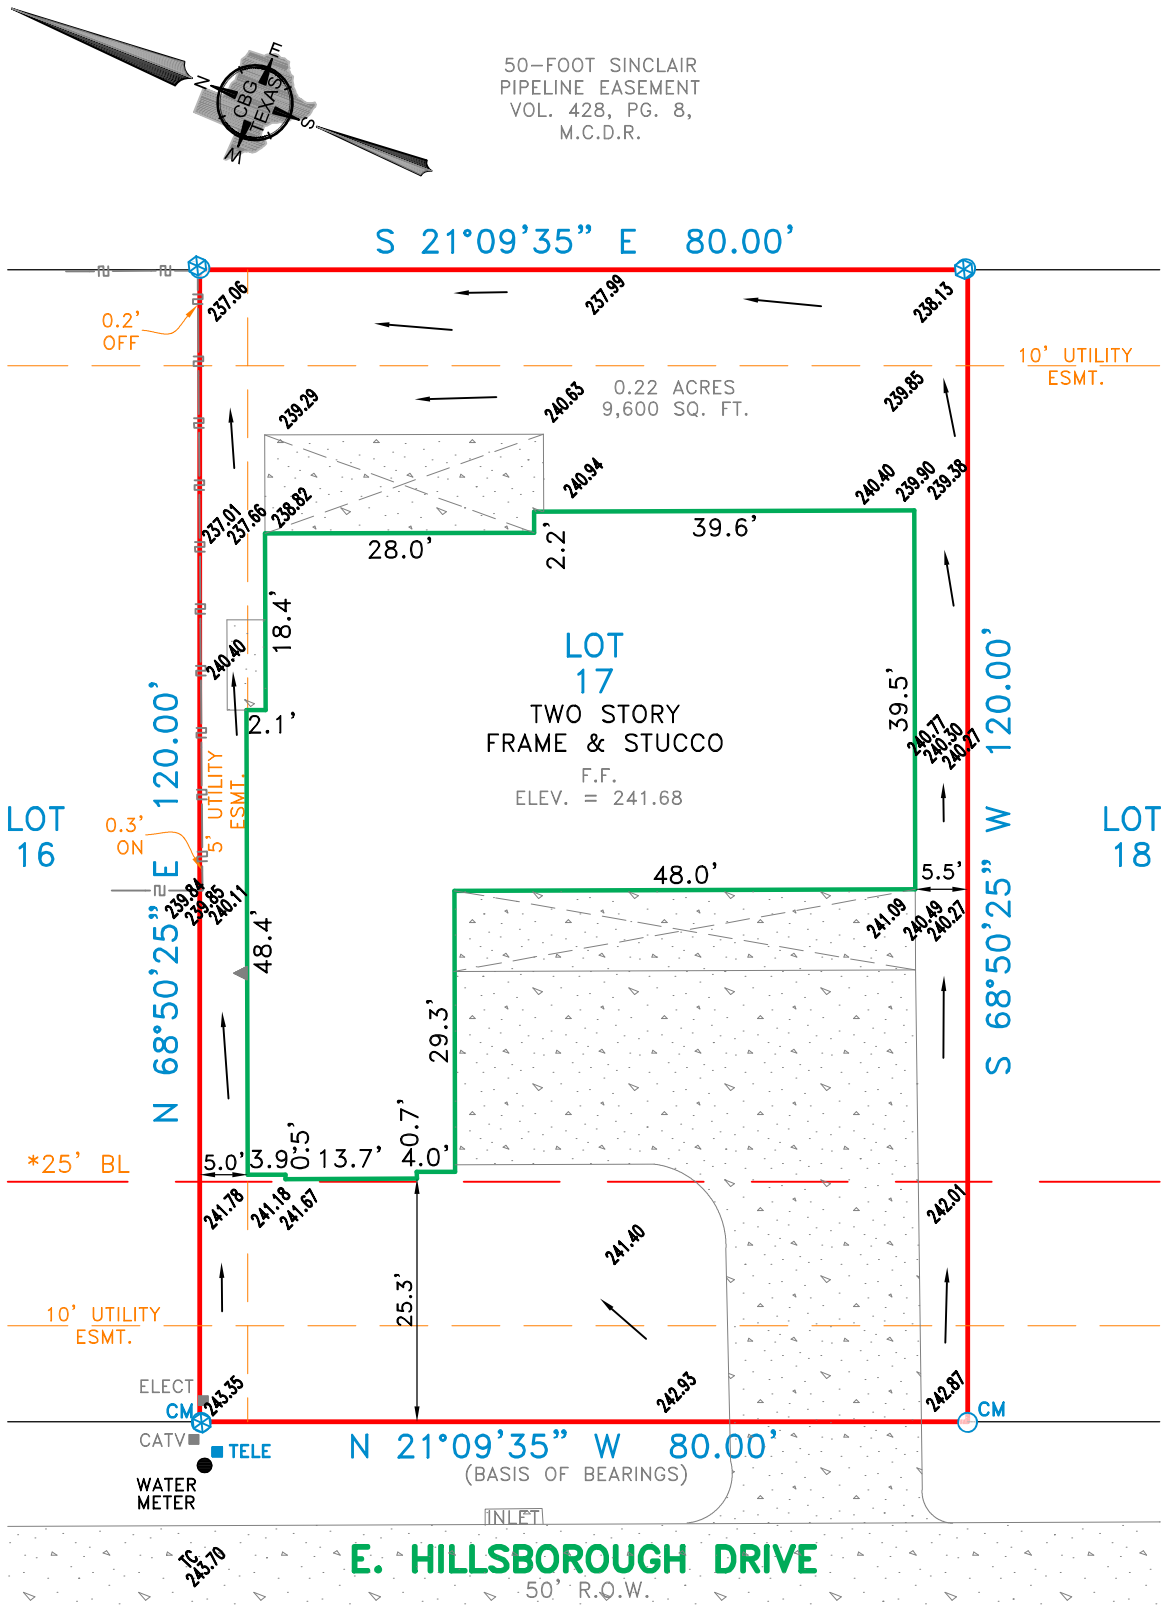 N
E
S
W
CBG
TEXAS
50-FOOT SINCLAIR
PIPELINE EASEMENT
VOL. 428, PG. 8,
M.C.D.R.
S 21°09'35" E 80.00'
237.06
237.99
238.13
0.2'
OFF
10' UTILITY
ESMT.
0.22 ACRES
9,600 SQ. FT.
239.29
240.63
239.85
240.94
240.40
239.90
239.38
237.01
237.66
238.82
28.0'
2.2'
39.6'
18.4'
240.40
LOT
17
TWO STORY
FRAME & STUCCO
F.F.
ELEV. = 241.68
39.5'
2.1'
240.77
240.30
240.27
N 68°50'25" E 120.00'
S 68°50'25" W 120.00'
5' UTILITY
ESMT.
LOT
16
LOT
18
0.3'
ON
239.84
239.85
240.11
48.0'
5.5'
241.09
240.49
240.27
48.4'
29.3'
*25' BL
5.0'
3.9'
0.5'
13.7'
0.7'
4.0'
241.78
241.18
241.67
242.01
241.40
25.3'
10' UTILITY
ESMT.
ELECT
243.35
242.93
242.87
CM
CM
CATV
TELE
N 21°09'35" W 80.00'
(BASIS OF BEARINGS)
WATER
METER
INLET
TC
243.70
E. HILLSBOROUGH DRIVE
50' R.O.W.